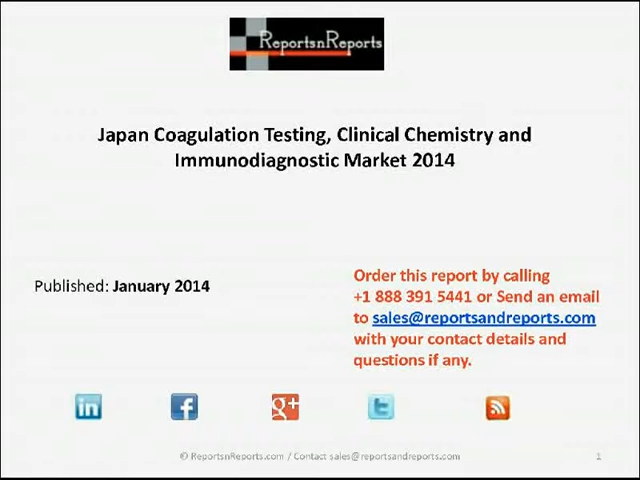 ReportsnReports
Japan Coagulation Testing, Clinical Chemistry and
Immunodiagnostic Market 2014
Published: January 2014
Order this report by calling
+1 888 391 5441 or Send an email
to sales@reportsandreports.com
with your contact details and
questions if any.
in
f
g+
t
© ReportsnReports.com / Contact sales@reportsandreports.com
1